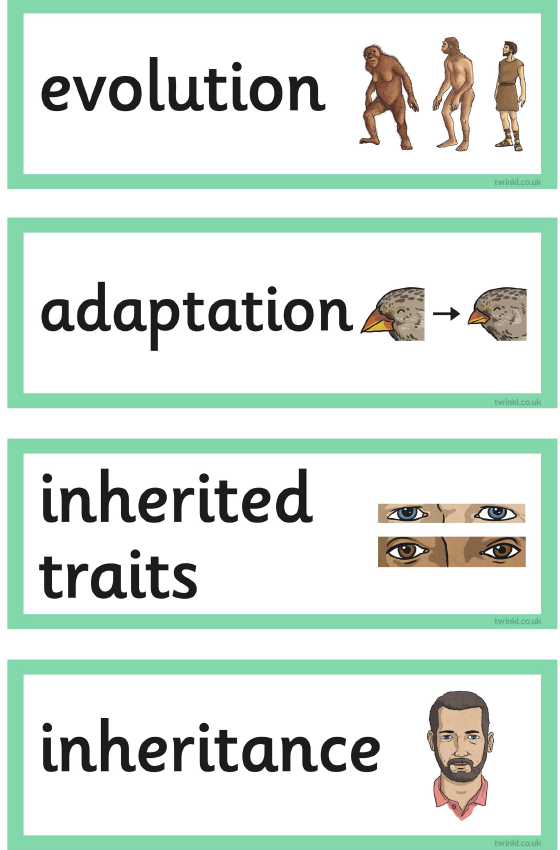 evolution
twinkl.co.uk
adaptation
twinkl.co.uk
inherited
traits
twinkl.co.uk
inheritance
twinkl.co.uk